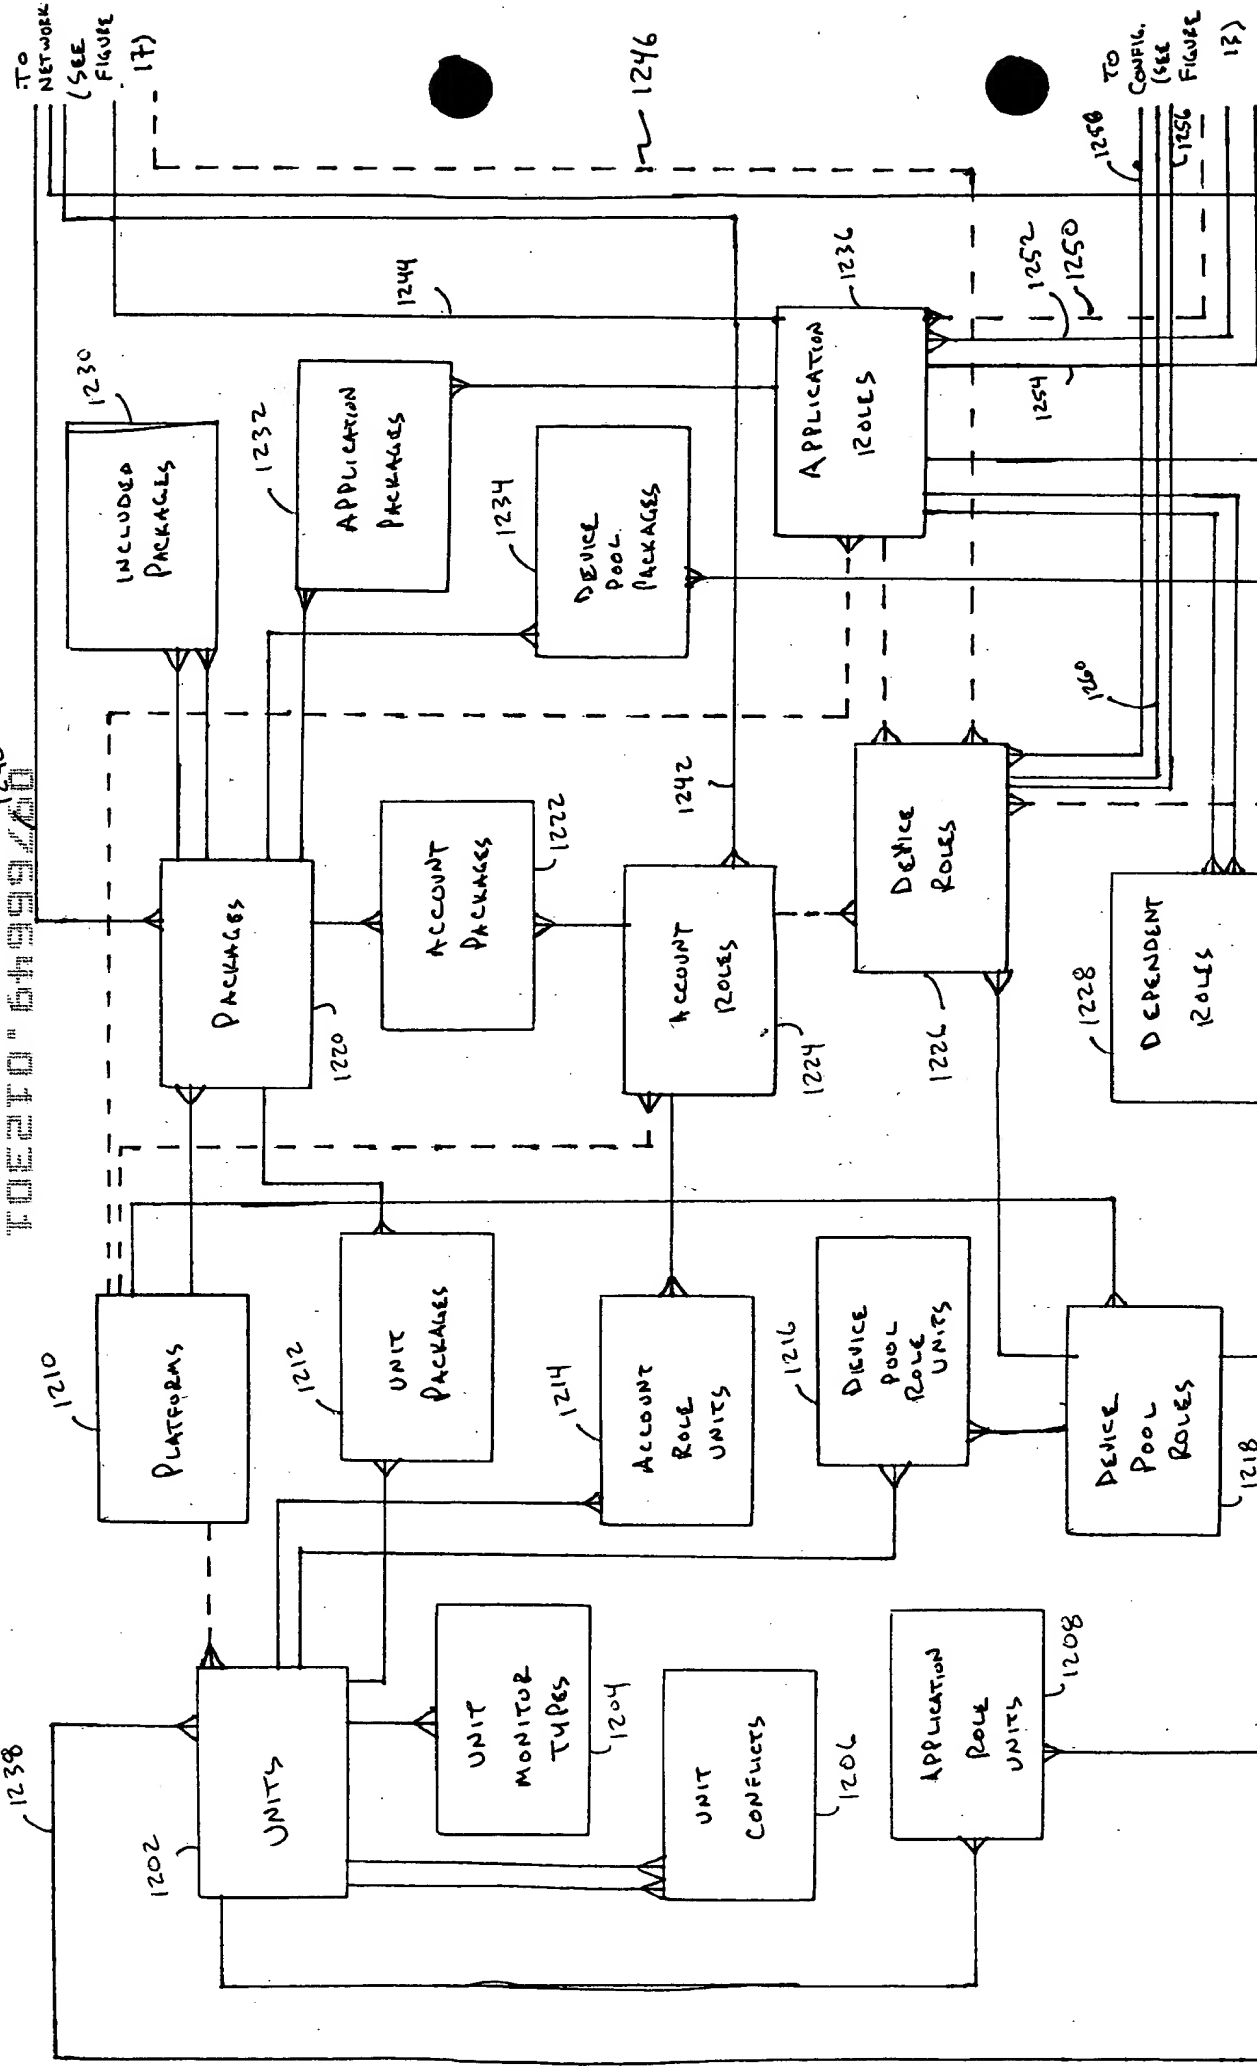 TO
NETWORK
(SEE
FIGURE
17)
1246
TO
CONFIG.
(SEE
FIGURE
13)
1258
1256
1244
1236
1252
1250
1254
1230
INCLUDED
PACKAGES
1232
APPLICATION
PACKAGES
1234
DEVICE
POOL
PACKAGES
APPLICATION
ROLES
1260
09765649.012301
PACKAGES
1220
ACCOUNT
PACKAGES
1222
1242
ACCOUNT
ROLES
1224
DEVICE
ROLES
1226
1228
DEPENDENT
ROLES
1210
PLATFORMS
1212
UNIT
PACKAGES
1214
ACCOUNT
ROLE
UNITS
1216
DEVICE
POOL
ROLE
UNITS
DEVICE
POOL
ROLES
1218
1238
1202
UNITS
UNIT
MONITOR
TYPES
1204
UNIT
CONFLICTS
1206
APPLICATION
ROLE
UNITS
1208